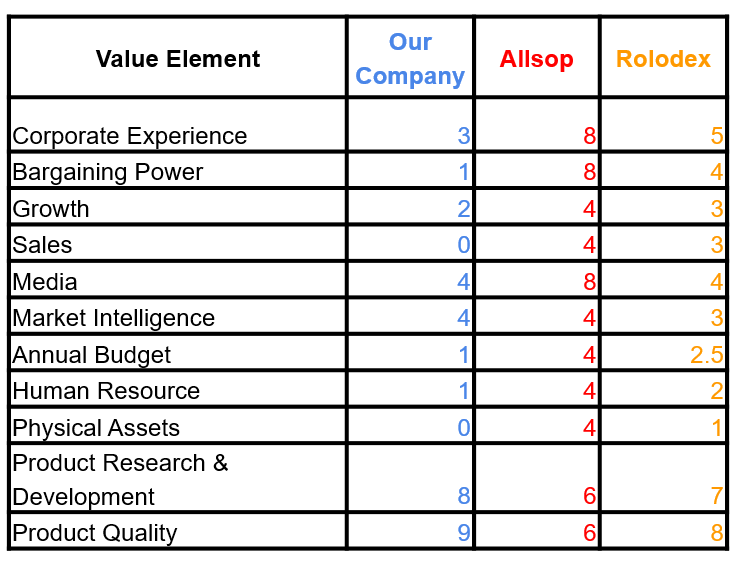 Value Element Our Company Allsop Rolodex
Corporate Experience 3 8 5
Bargaining Power 1 8 4
Growth 2 4 3
Sales 0 4 3
Media 4 8 4
Market Intelligence 4 4 3
Annual Budget 1 4 2.5
Human Resource 1 4 2
Physical Assets 0 4 1
Product Research &
Development 8 6 7
Product Quality 9 6 8